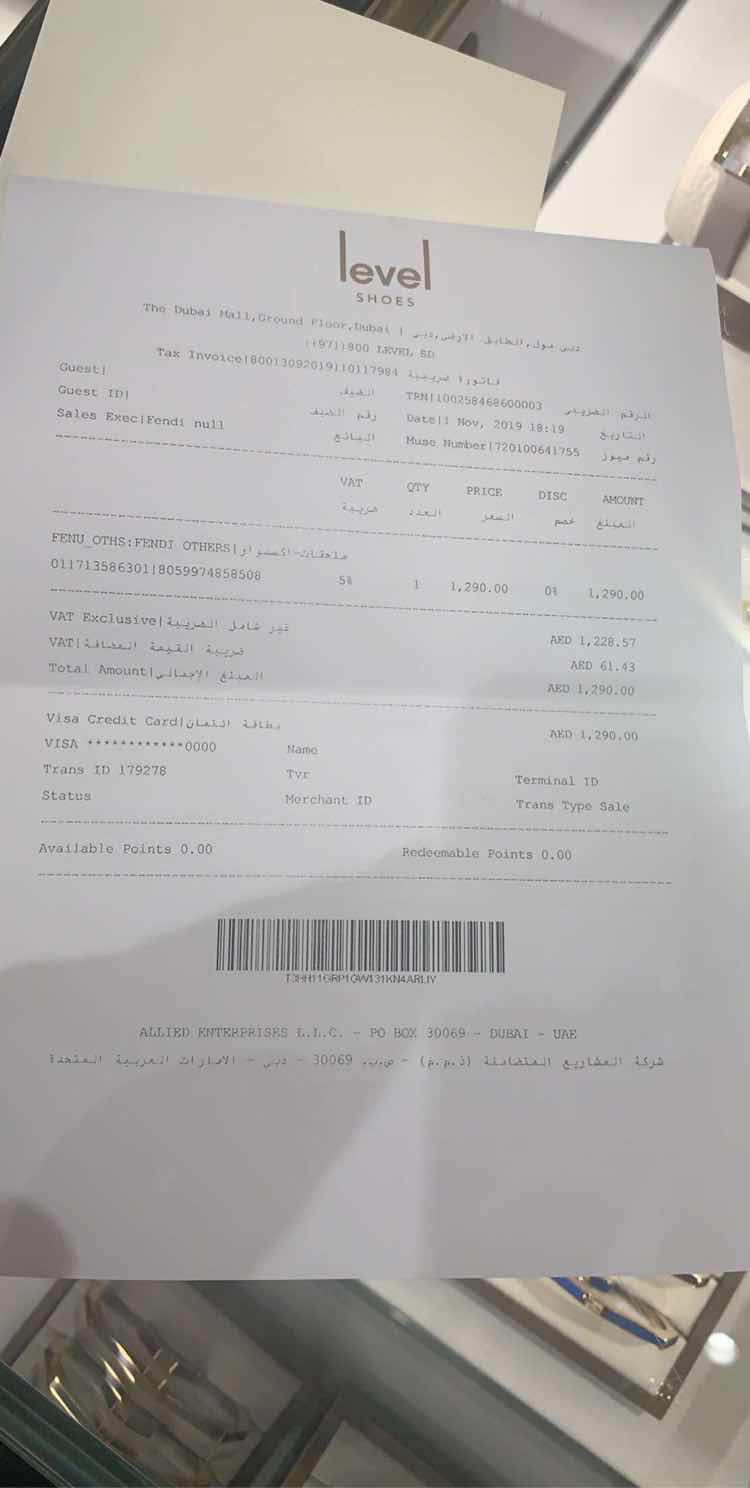 level
SHOES
The Dubai Mall,Ground Floor,Dubai | دبي مول,الطابق الارضي,دبي
(+971)800 LEVEL SD
Tax Invoice|80013092019110117984 فاتورة ضريبية
Guest| الضيف TRN|100258468600003 الرقم الضريبي
Guest ID| رقم الضيف Date|1 Nov, 2019 18:19 التاريخ
Sales Exec|Fendi null البائع Muse Number|720100641755 رقم ميوز
VAT QTY PRICE DISC AMOUNT
ضريبة العدد السعر خصم المبلغ
FENU_OTHS:FENDI OTHERS|ملحقات-اكسسوار
011713586301|8059974858508 5% 1 1,290.00 0% 1,290.00
VAT Exclusive|غير شامل الضريبة AED 1,228.57
VAT|ضريبة القيمة المضافة AED 61.43
Total Amount|المبلغ الإجمالي AED 1,290.00
Visa Credit Card|بطاقة ائتمان AED 1,290.00
VISA ************0000 Name
Trans ID 179278 Tvr Terminal ID
Status Merchant ID Trans Type Sale
Available Points 0.00 Redeemable Points 0.00
ALLIED ENTERPRISES L.L.C. - PO BOX 30069 - DUBAI - UAE
شركة المشاريع المتضامنة (ذ.م.م) - ص.ب. 30069 - دبي - الامارات العربية المتحدة